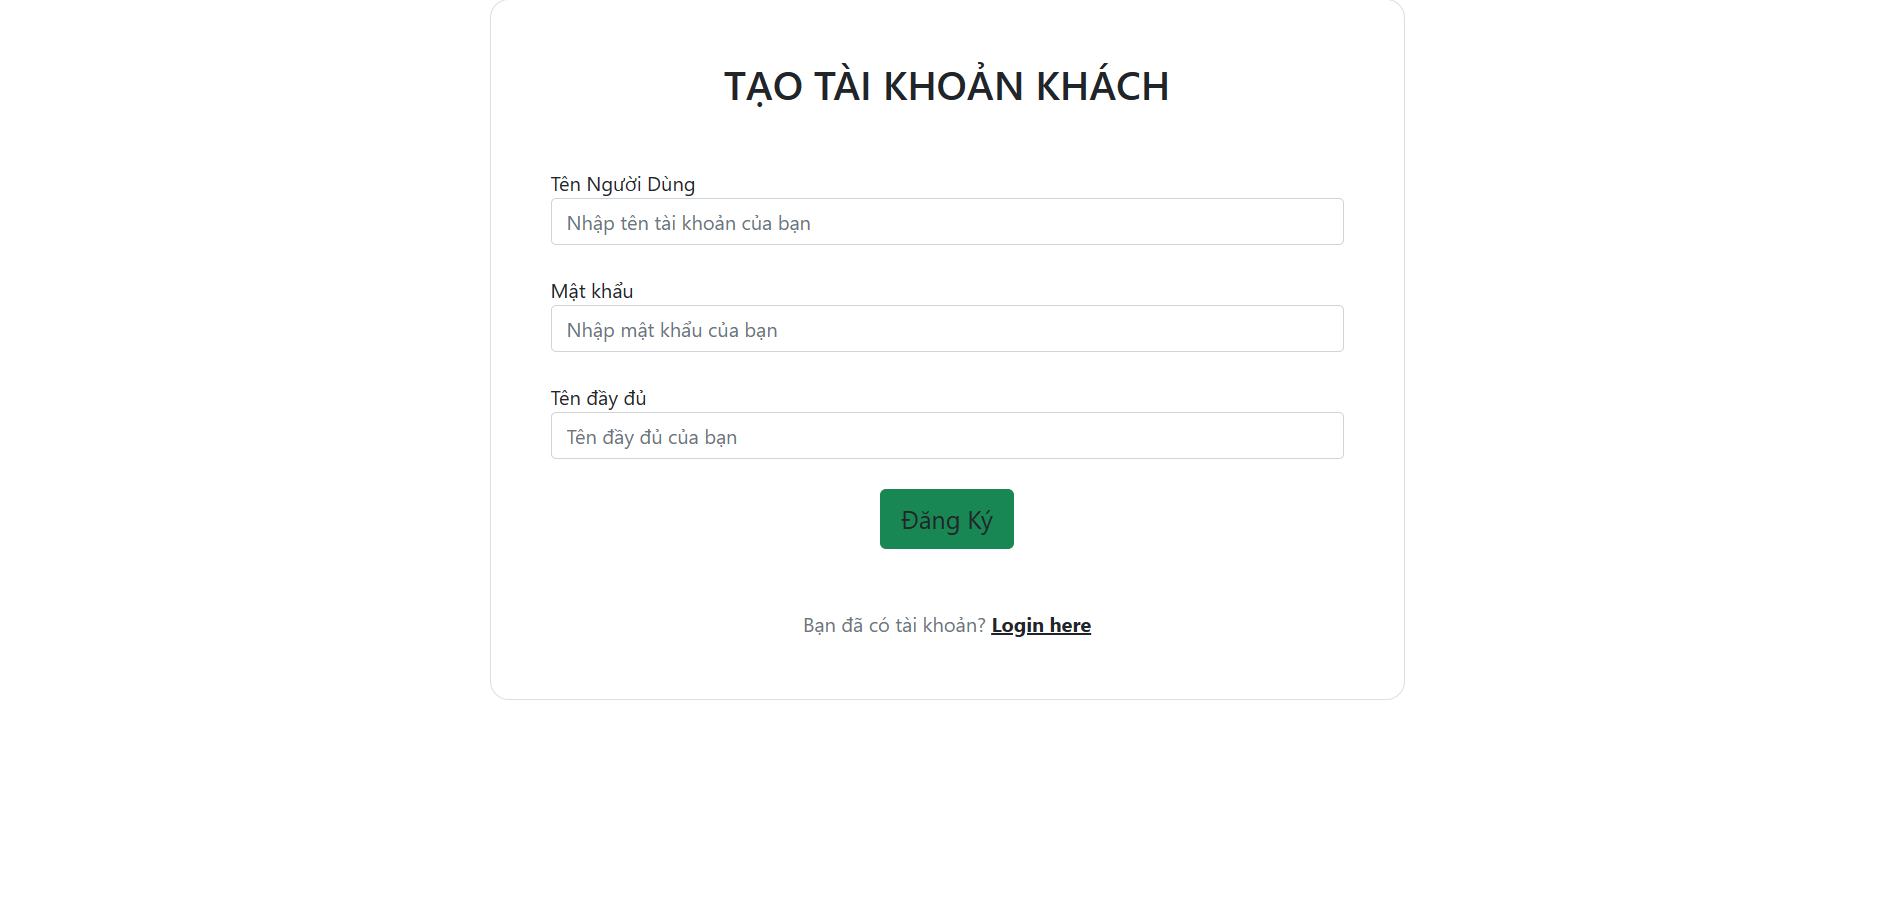 TẠO TÀI KHOẢN KHÁCH
Tên Người Dùng
Nhập tên tài khoản của bạn
Mật khẩu
Nhập mật khẩu của bạn
Tên đầy đủ
Tên đầy đủ của bạn
Đăng Ký
Bạn đã có tài khoản? Login here